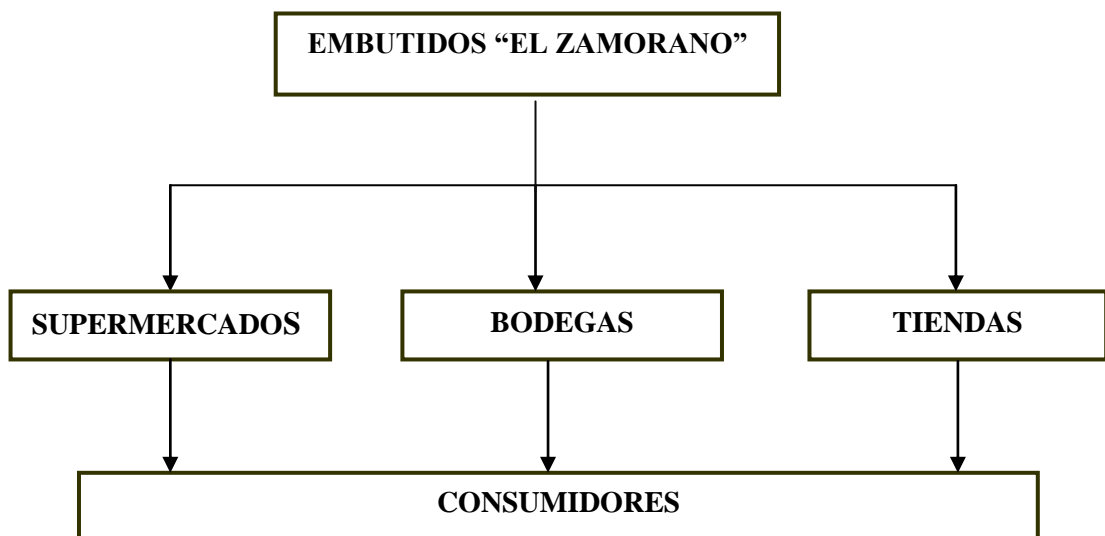 EMBUTIDOS “EL ZAMORANO”
SUPERMERCADOS
BODEGAS
TIENDAS
CONSUMIDORES